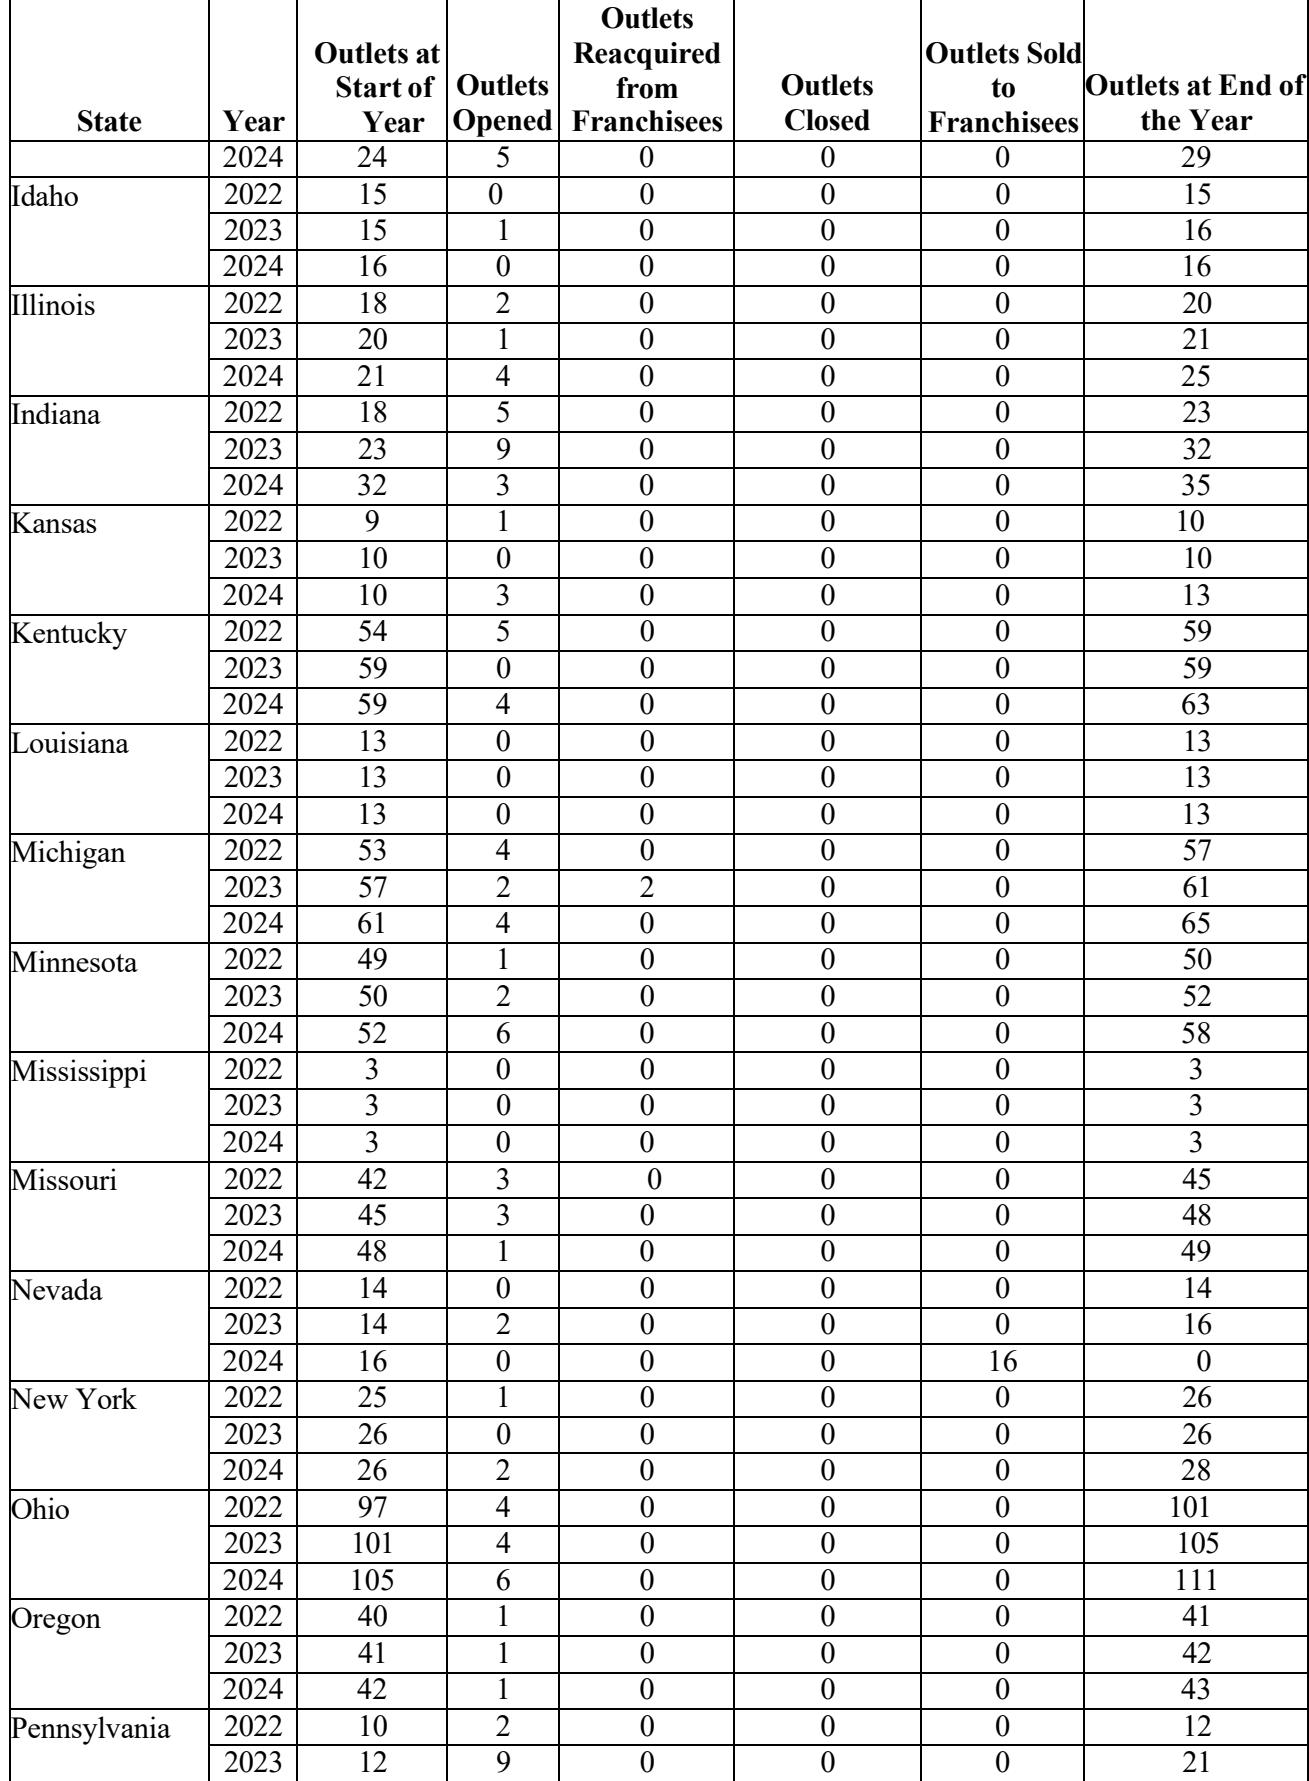 State Year Outlets at Start of Year Outlets Opened Outlets Reacquired from Franchisees Outlets Closed Outlets Sold to Franchisees Outlets at End of the Year
2024 24 5 0 0 0 29
Idaho 2022 15 0 0 0 0 15
2023 15 1 0 0 0 16
2024 16 0 0 0 0 16
Illinois 2022 18 2 0 0 0 20
2023 20 1 0 0 0 21
2024 21 4 0 0 0 25
Indiana 2022 18 5 0 0 0 23
2023 23 9 0 0 0 32
2024 32 3 0 0 0 35
Kansas 2022 9 1 0 0 0 10
2023 10 0 0 0 0 10
2024 10 3 0 0 0 13
Kentucky 2022 54 5 0 0 0 59
2023 59 0 0 0 0 59
2024 59 4 0 0 0 63
Louisiana 2022 13 0 0 0 0 13
2023 13 0 0 0 0 13
2024 13 0 0 0 0 13
Michigan 2022 53 4 0 0 0 57
2023 57 2 2 0 0 61
2024 61 4 0 0 0 65
Minnesota 2022 49 1 0 0 0 50
2023 50 2 0 0 0 52
2024 52 6 0 0 0 58
Mississippi 2022 3 0 0 0 0 3
2023 3 0 0 0 0 3
2024 3 0 0 0 0 3
Missouri 2022 42 3 0 0 0 45
2023 45 3 0 0 0 48
2024 48 1 0 0 0 49
Nevada 2022 14 0 0 0 0 14
2023 14 2 0 0 0 16
2024 16 0 0 0 16 0
New York 2022 25 1 0 0 0 26
2023 26 0 0 0 0 26
2024 26 2 0 0 0 28
Ohio 2022 97 4 0 0 0 101
2023 101 4 0 0 0 105
2024 105 6 0 0 0 111
Oregon 2022 40 1 0 0 0 41
2023 41 1 0 0 0 42
2024 42 1 0 0 0 43
Pennsylvania 2022 10 2 0 0 0 12
2023 12 9 0 0 0 21